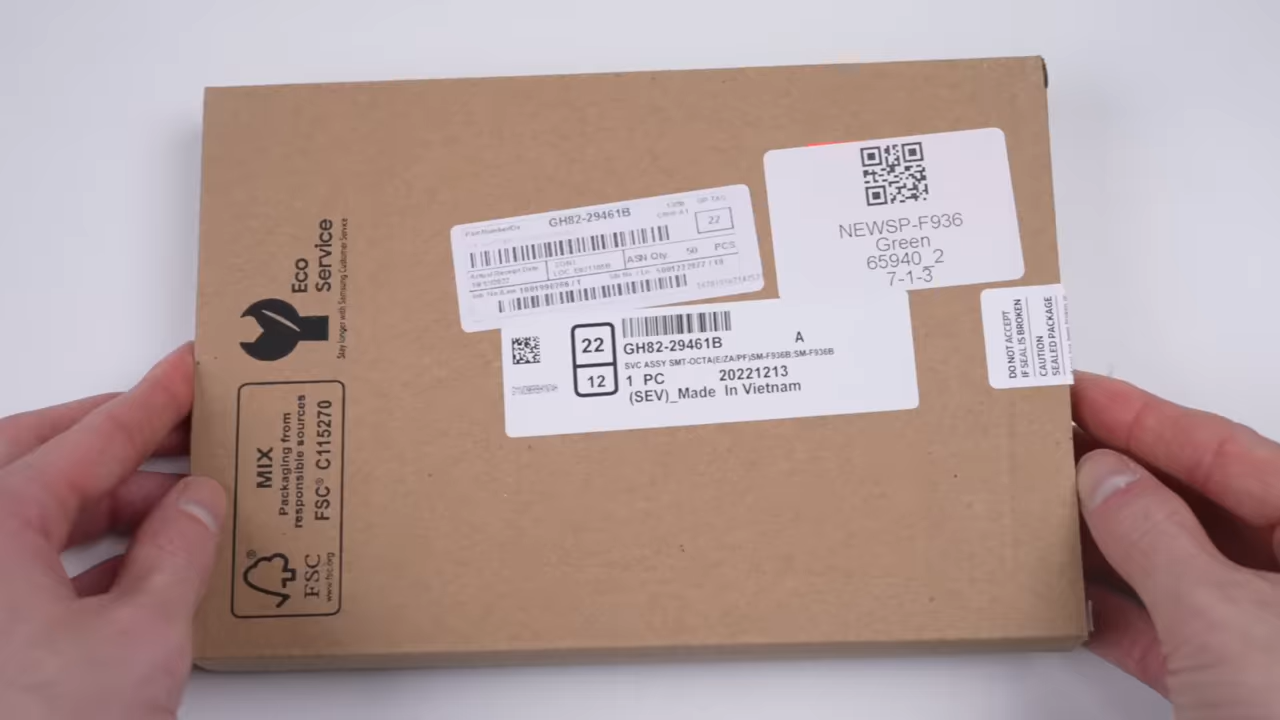 Eco
Service
Stay longer with Samsung Customer Service
MIX
Packaging from
responsible sources
FSC® C115270
®
FSC
www.fsc.org
GH82-29461B
22
Actual Receipt Date
ASN Qty 50 PCS
GH82-29461B A
22
12
SVC ASSY SMT-OCTA(E/ZA/PF)SM-F936B;SM-F936B
1 PC 20221213
(SEV)_Made In Vietnam
NEWSP-F936
Green
65940_2
7-1-3
DO NOT ACCEPT
IF SEAL IS BROKEN
CAUTION
SEALED PACKAGE